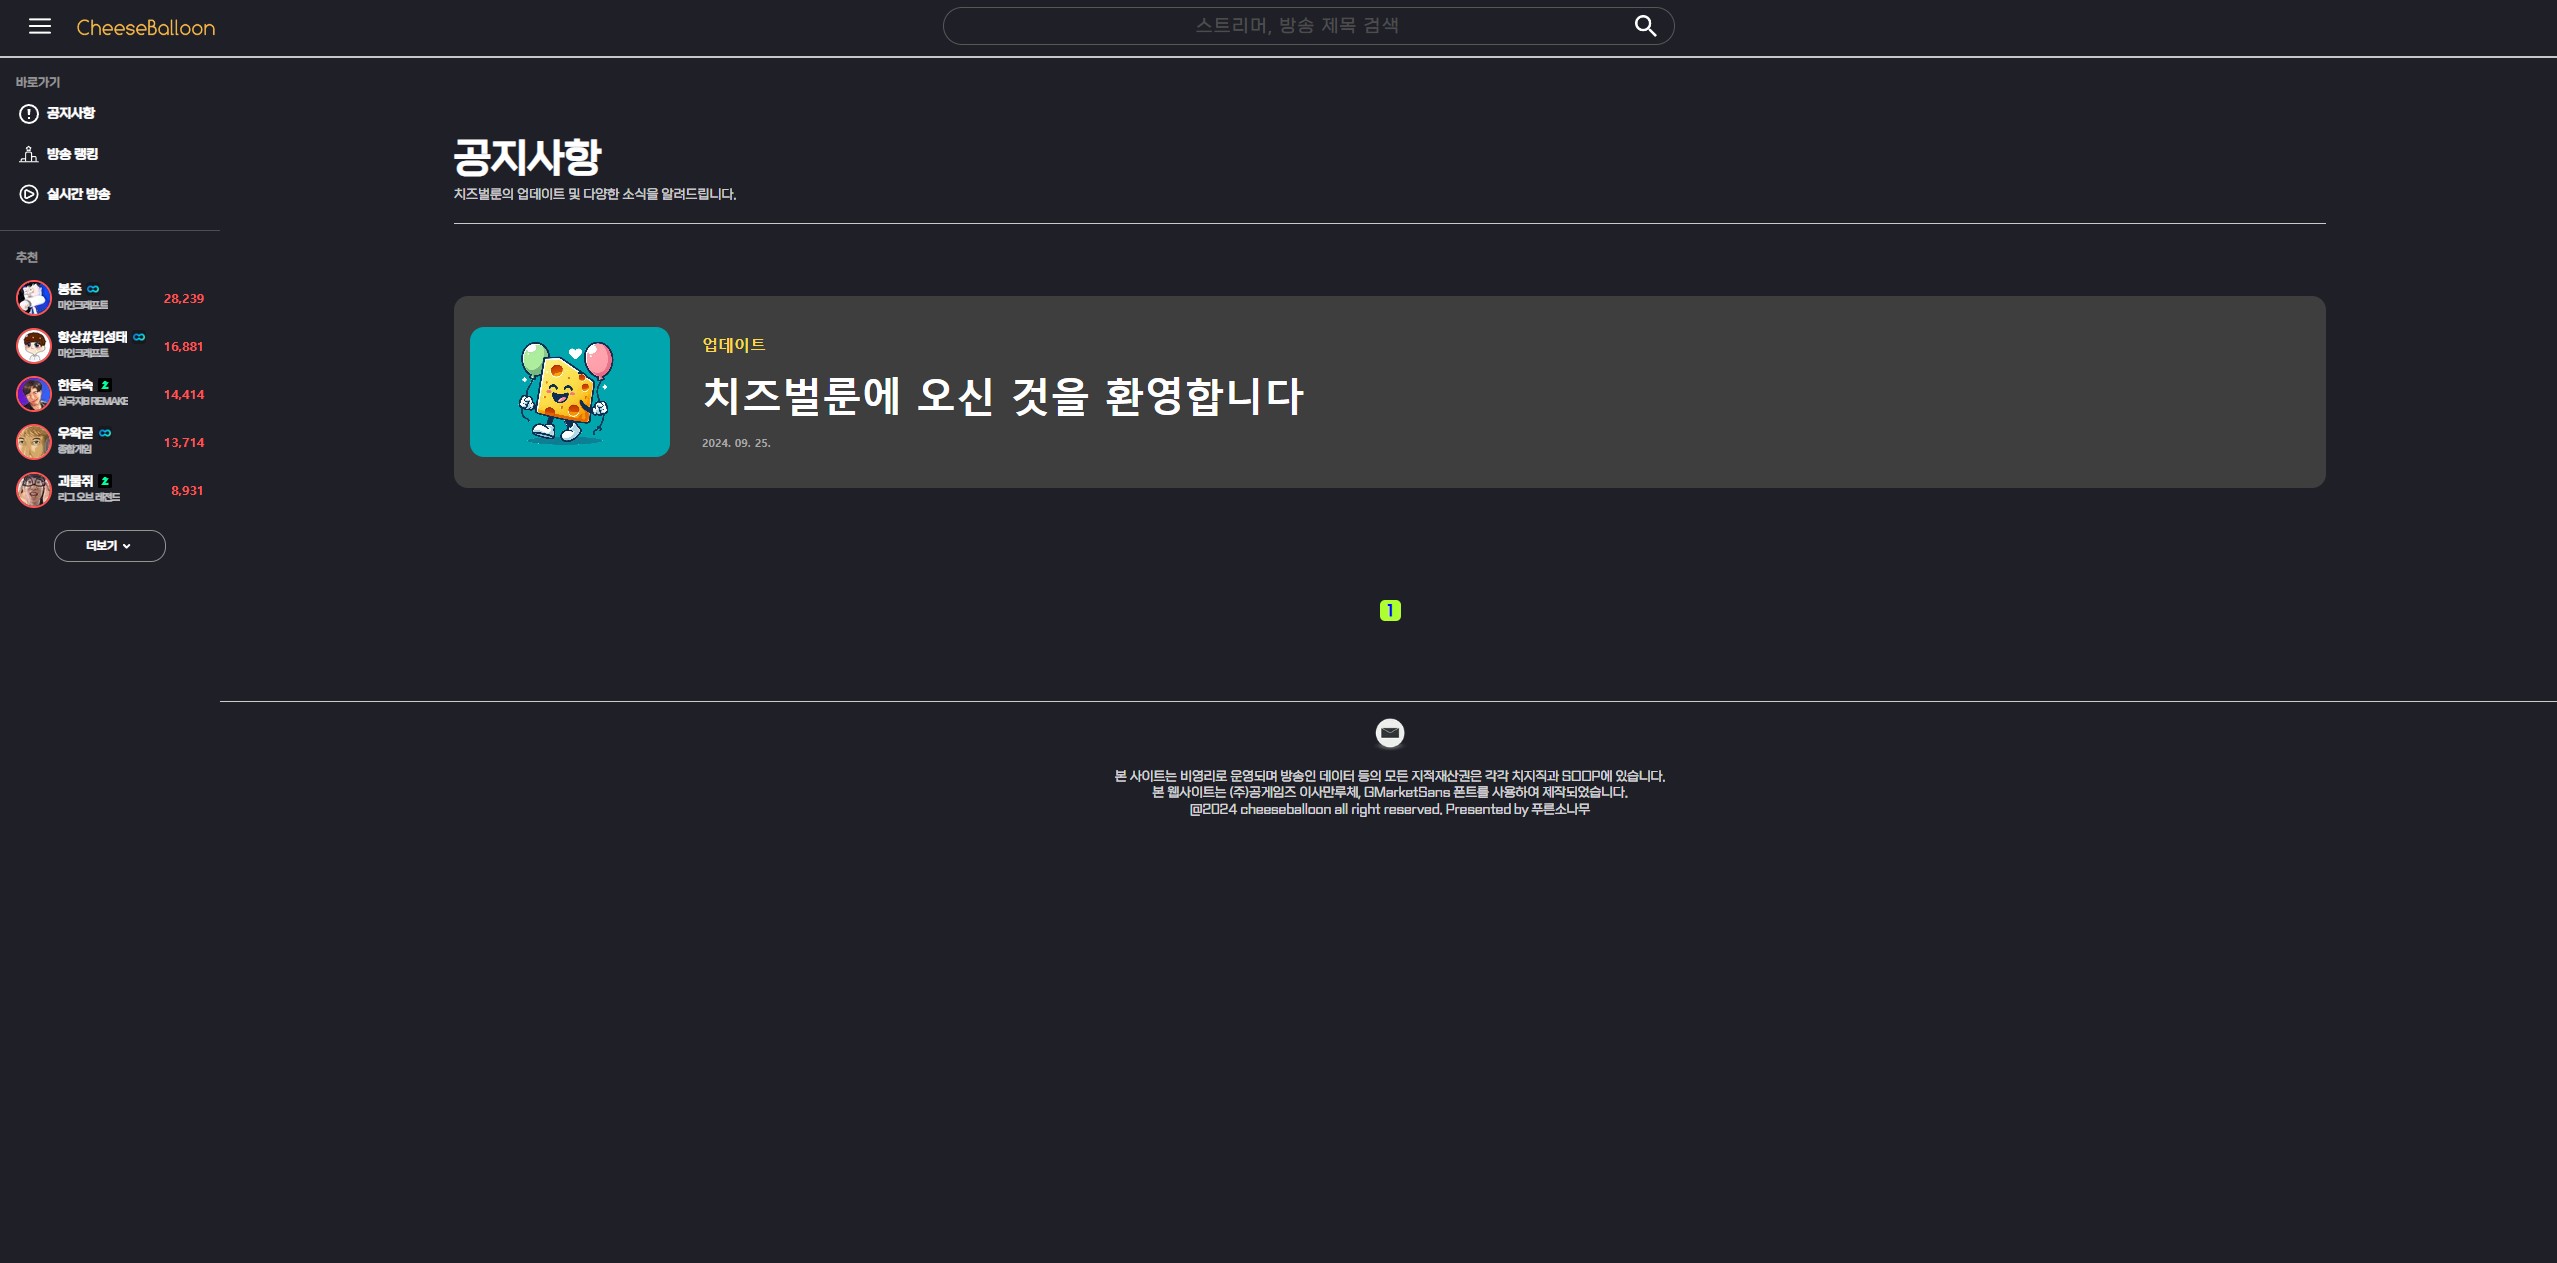 CheeseBalloon
스트리머, 방송 제목 검색
바로가기
공지사항
방송 랭킹
실시간 방송
추천
봉준
마인크래프트
28,239
항상#킴성태
마인크래프트
16,881
한동숙
삼국지8 REMAKE
14,414
우왁굳
종합게임
13,714
괴물쥐
리그 오브 레전드
8,931
더보기
공지사항
치즈벌룬의 업데이트 및 다양한 소식을 알려드립니다.
업데이트
치즈벌룬에 오신 것을 환영합니다
2024. 09. 25.
1
본 사이트는 비영리로 운영되며 방송인 데이터 등의 모든 지적재산권은 각각 치지직과 SOOP에 있습니다.
본 웹사이트는 (주)공게임즈 이사만루체, GMarketSans 폰트를 사용하여 제작되었습니다.
@2024 cheeseballoon all right reserved. Presented by 푸른소나무